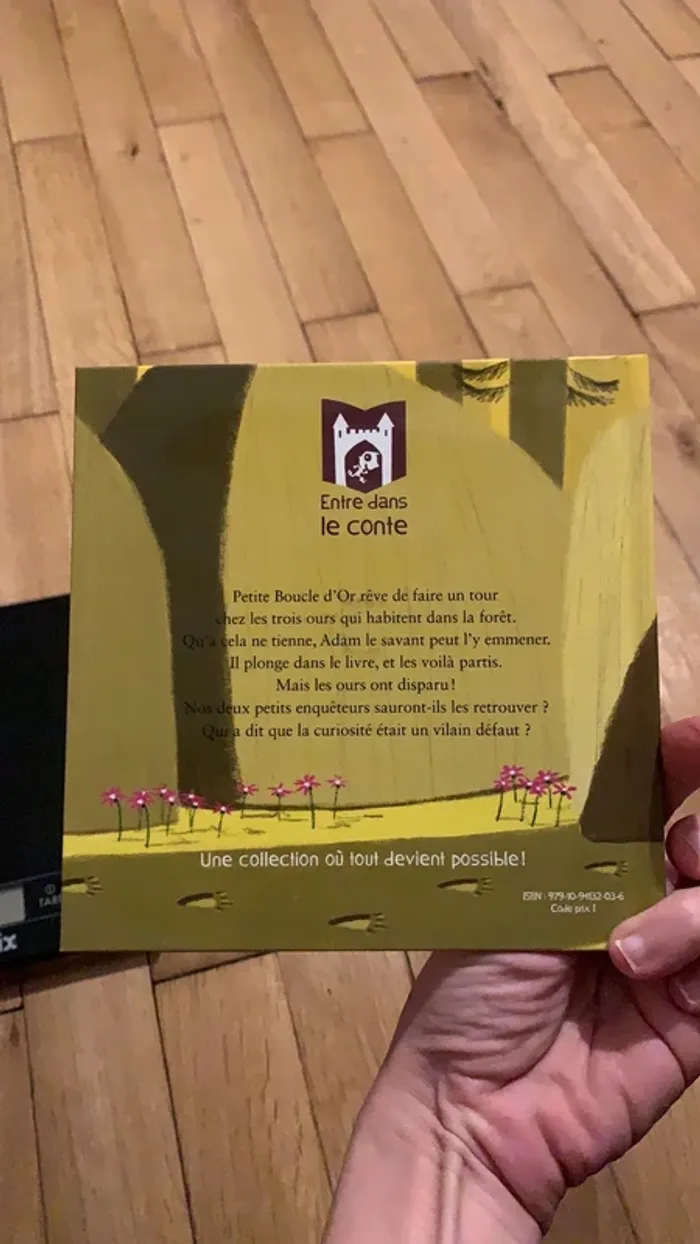 Entre dans
le conte
Petite Boucle d'Or rêve de faire un tour
chez les trois ours qui habitent dans la forêt.
Qu'à cela ne tienne, Adam le savant peut l'y emmener.
Il plonge dans le livre, et les voilà partis.
Mais les ours ont disparu !
Nos deux petits enquêteurs sauront-ils les retrouver ?
Qui a dit que la curiosité était un vilain défaut ?
Une collection où tout devient possible !
ISBN : 979-10-94132-03-6
Code prix 1